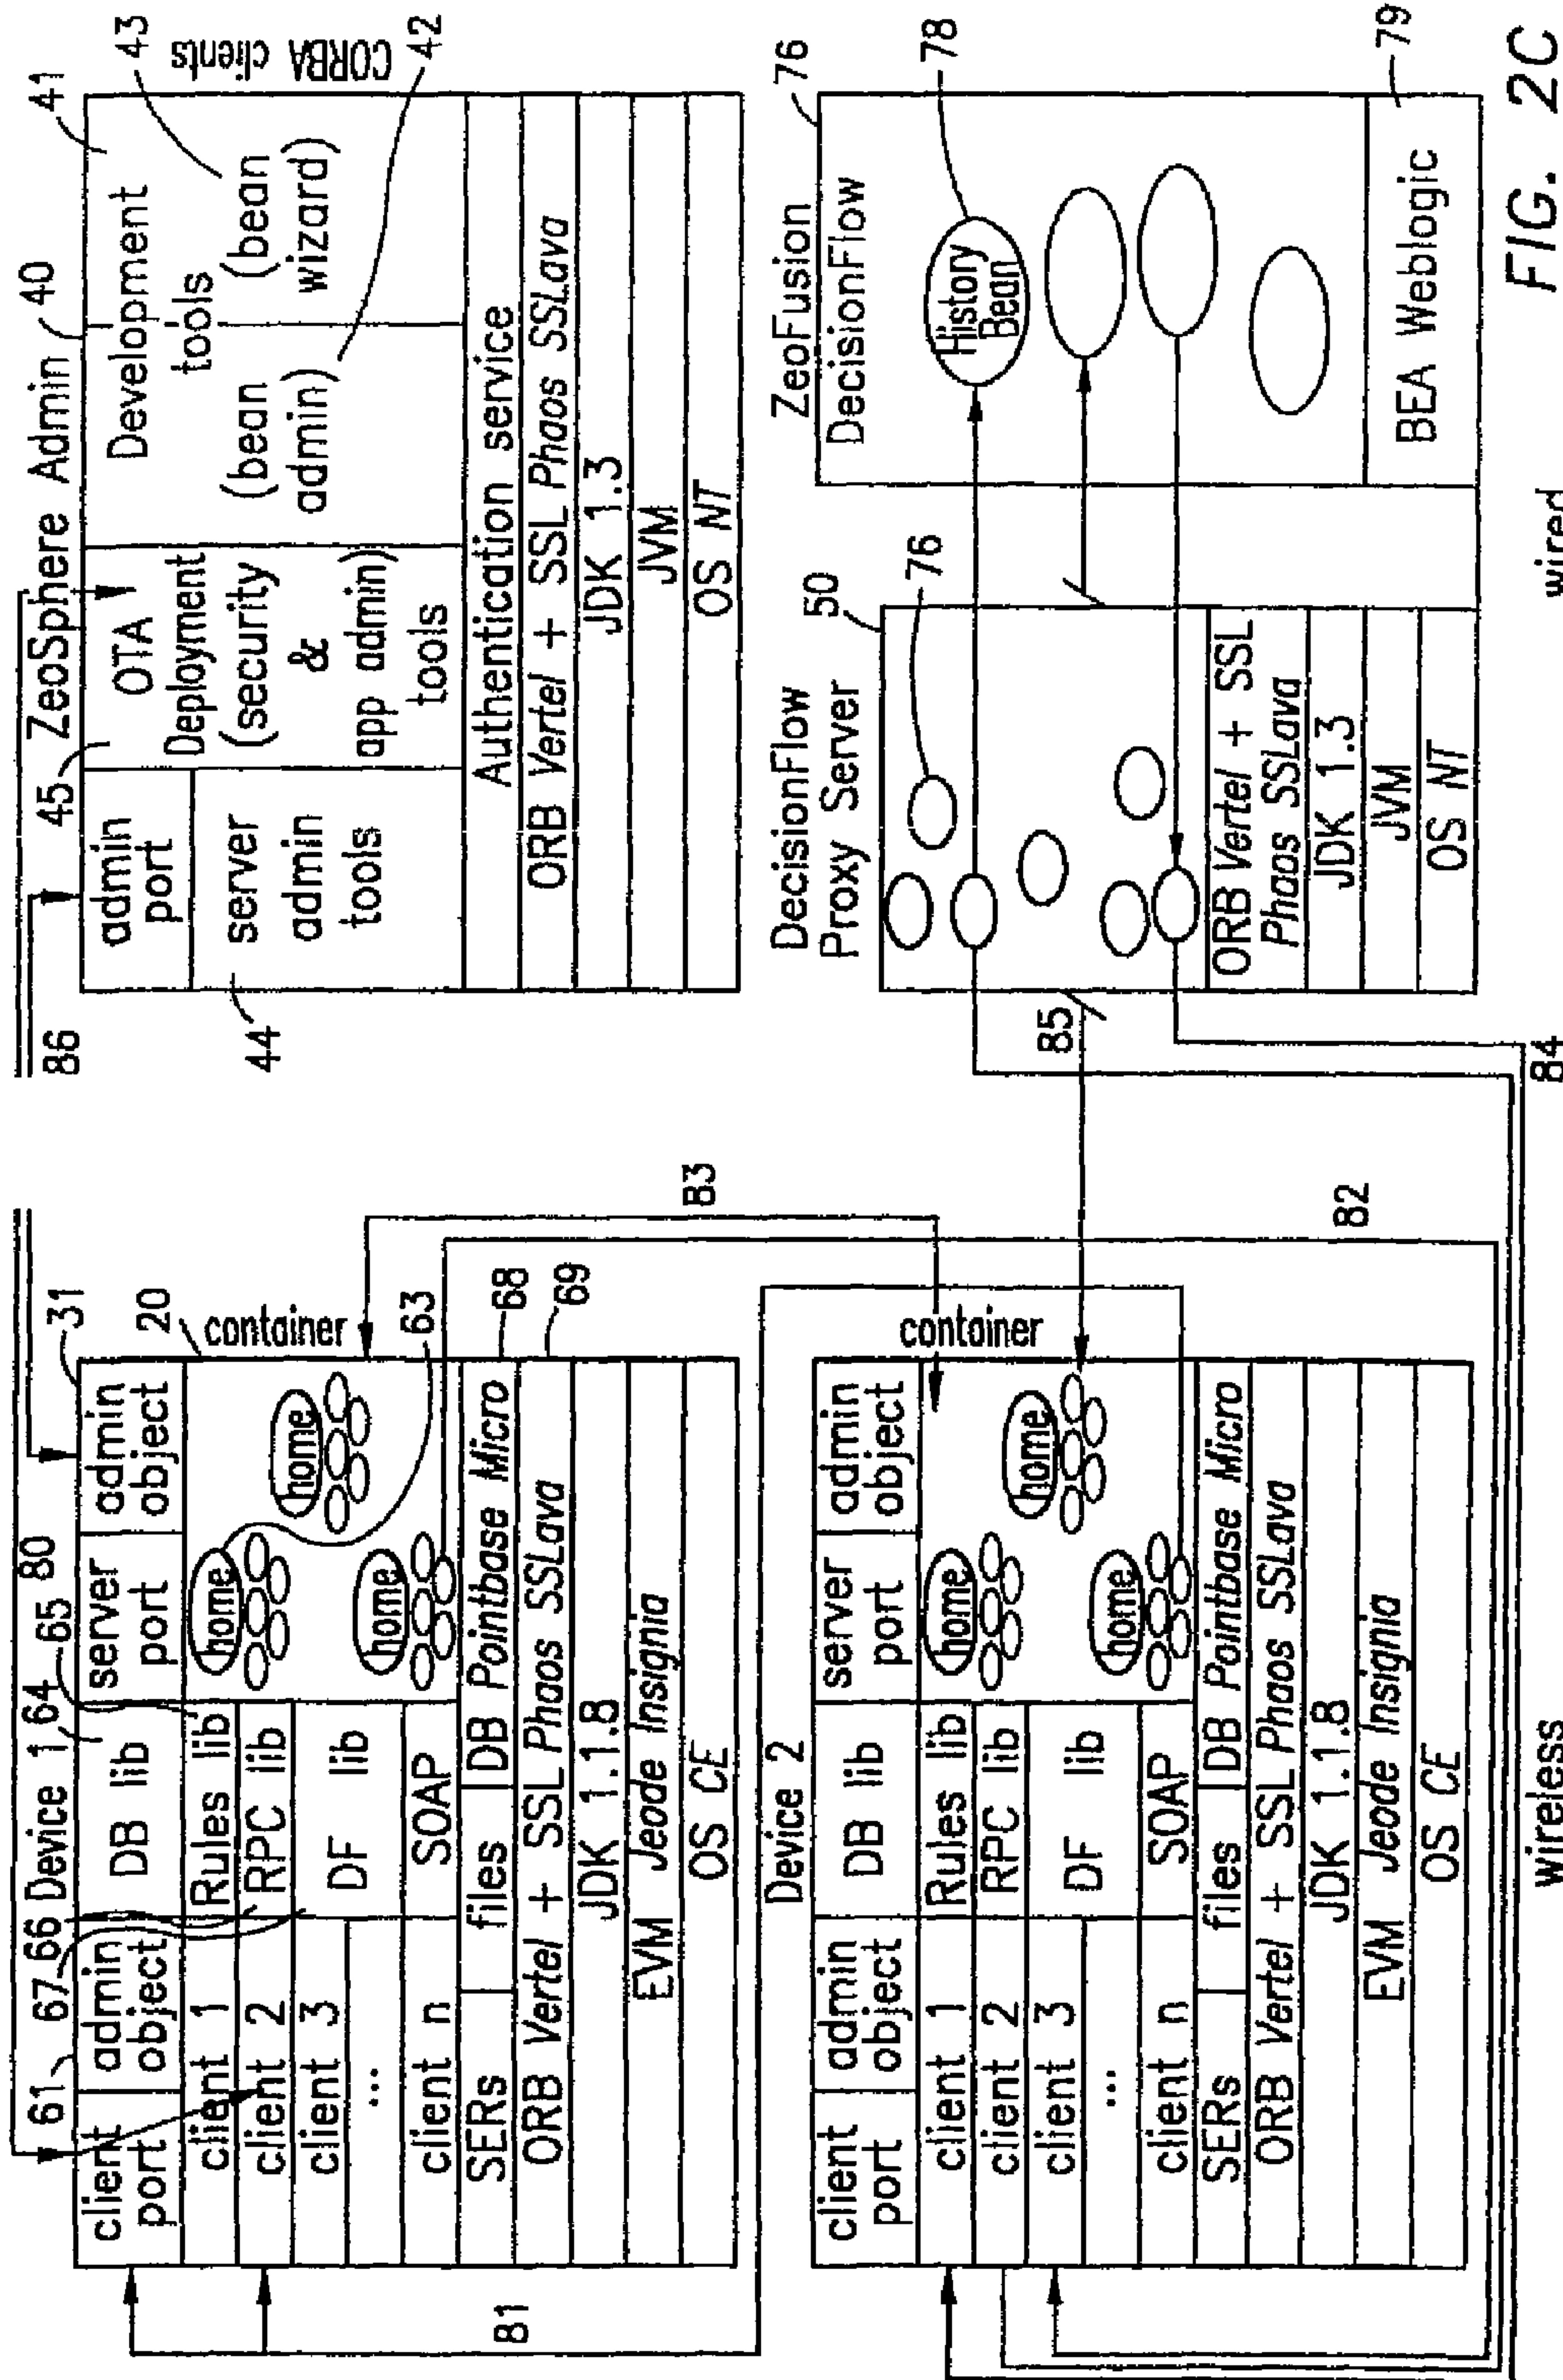 86
80
ZeoSphere Admin
40
41
43
42
45
44
admin
port
server
admin
tools
OTA
Deployment
(security
&
app admin)
tools
Development
tools
(bean
admin)
(bean
wizard)
CORBA clients
Authentication service
ORB Vertel + SSL Phaos SSLava
JDK 1.3
JVM
OS NT
61
67
66
Device 1
64
65
31
20
container
63
68
69
client
port
admin
object
DB lib
server
port
admin
object
client 1
client 2
client 3
...
client n
Rules lib
RPC lib
DF lib
SOAP
home
home
home
SERs
files
DB Pointbase Micro
ORB Vertel + SSL Phaos SSLava
JDK 1.1.8
EVM Jeode Insignia
OS CE
81
83
82
Device 2
container
client
port
admin
object
DB lib
server
port
admin
object
client 1
client 2
client 3
...
client n
Rules lib
RPC lib
DF lib
SOAP
home
home
home
SERs
files
DB Pointbase Micro
ORB Vertel + SSL Phaos SSLava
JDK 1.1.8
EVM Jeode Insignia
OS CE
wireless
85
84
DecisionFlow
Proxy Server
50
76
ORB Vertel + SSL
Phaos SSLava
JDK 1.3
JVM
OS NT
ZeoFusion
DecisionFlow
76
History
Bean
78
BEA Weblogic
79
wired
FIG. 2C